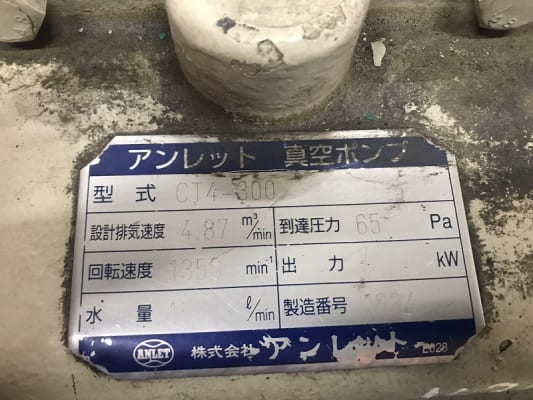 アンレット 真空ポンプ
型式 CT4-300
設計排気速度 4.87 m³/min 到達圧力 65 Pa
回転速度 1350 min⁻¹ 出力 kW
水量 ℓ/min 製造番号
ANLET 株式会社 アンレット E028